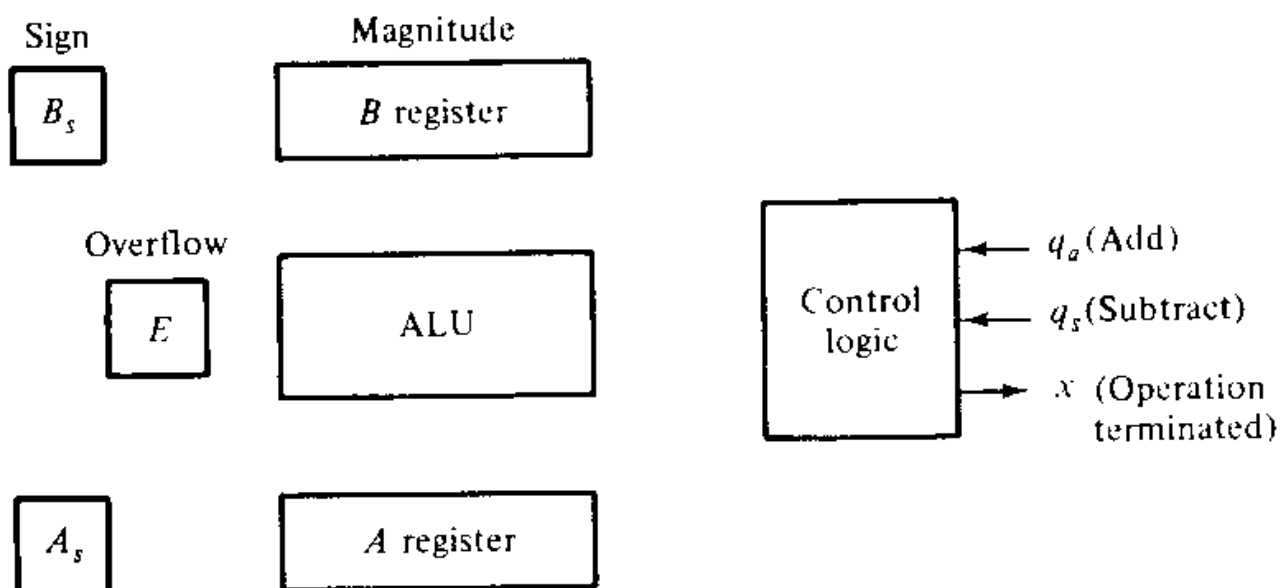 Sign
Magnitude
B_s
B register
Overflow
E
ALU
Control
logic
q_a (Add)
q_s (Subtract)
x (Operation
terminated)
A_s
A register